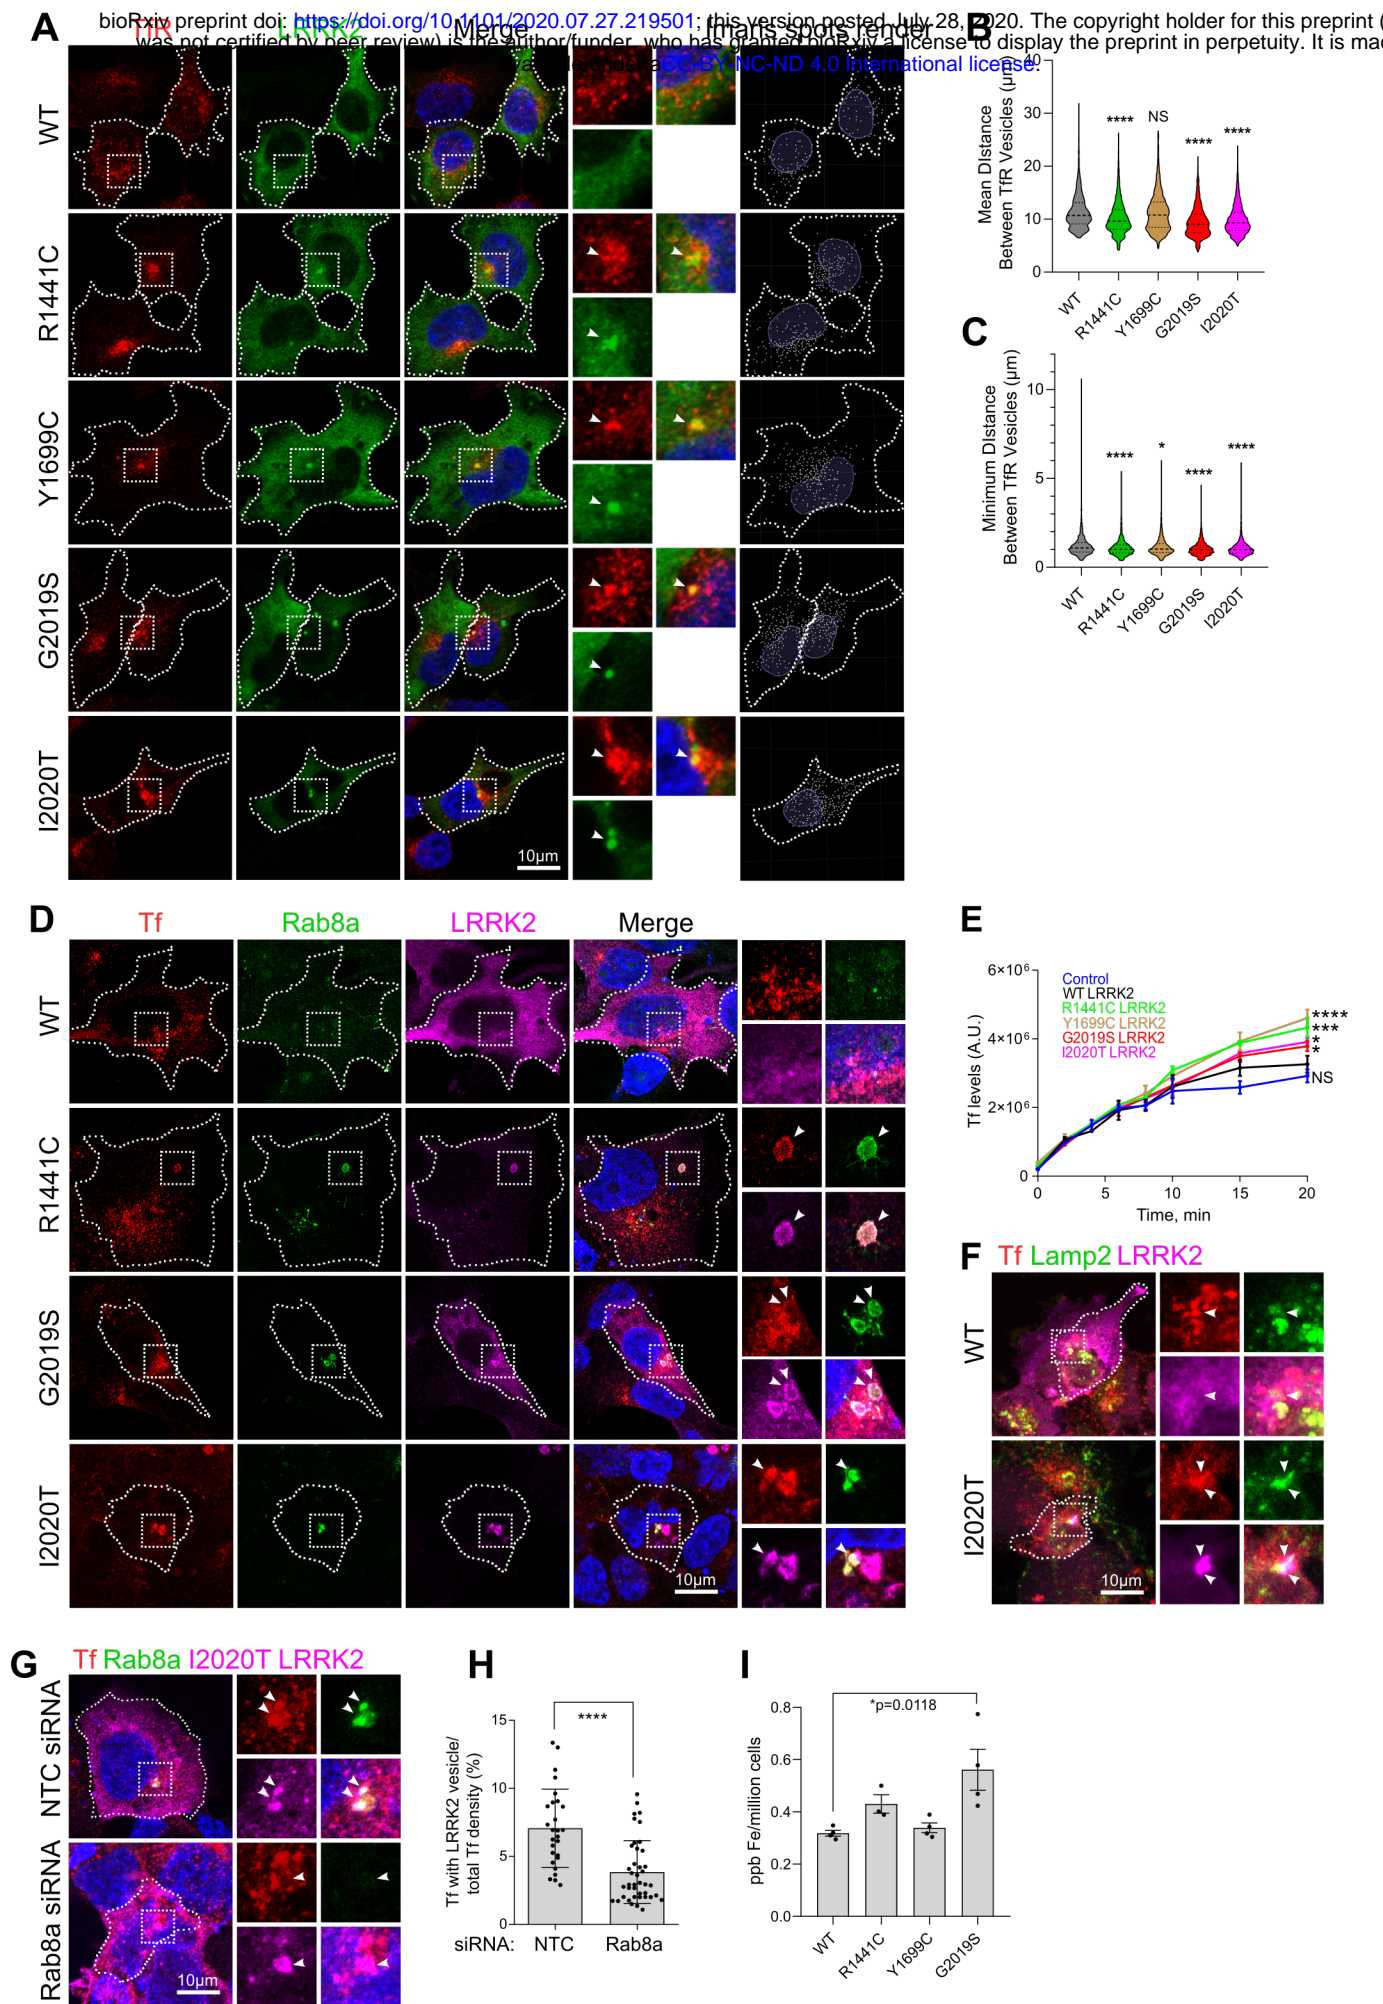 bioRxiv preprint doi: https://doi.org/10.1101/2020.07.27.219501; this version posted July 28, 2020. The copyright holder for this preprint (
was not certified by peer review) is the author/funder, who has granted bioRxiv a license to display the preprint in perpetuity. It is ma
CC-BY-NC-ND 4.0 International license.
A
TfR LRRK2 Merge Imaris spots render
WT
R1441C
Y1699C
G2019S
I2020T
10µm
B
Mean DIstance
Between TfR Vesicles (µm)
40
30
20
10
0
**** NS **** ****
WT R1441C Y1699C G2019S I2020T
C
Minimum DIstance
Between TfR Vesicles (µm)
10
5
0
**** * **** ****
WT R1441C Y1699C G2019S I2020T
D
Tf Rab8a LRRK2 Merge
WT
R1441C
G2019S
I2020T
10µm
E
Tf levels (A.U.)
6×10⁶
4×10⁶
2×10⁶
0
Control
WT LRRK2
R1441C LRRK2
Y1699C LRRK2
G2019S LRRK2
I2020T LRRK2
****
***
*
*
NS
0 5 10 15 20
Time, min
F
Tf Lamp2 LRRK2
WT
I2020T
10µm
G
Tf Rab8a I2020T LRRK2
NTC siRNA
Rab8a siRNA
10µm
H
Tf with LRRK2 vesicle/
total Tf density (%)
15
10
5
0
****
siRNA: NTC Rab8a
I
ppb Fe/million cells
0.8
0.6
0.4
0.2
0.0
*p=0.0118
WT R1441C Y1699C G2019S